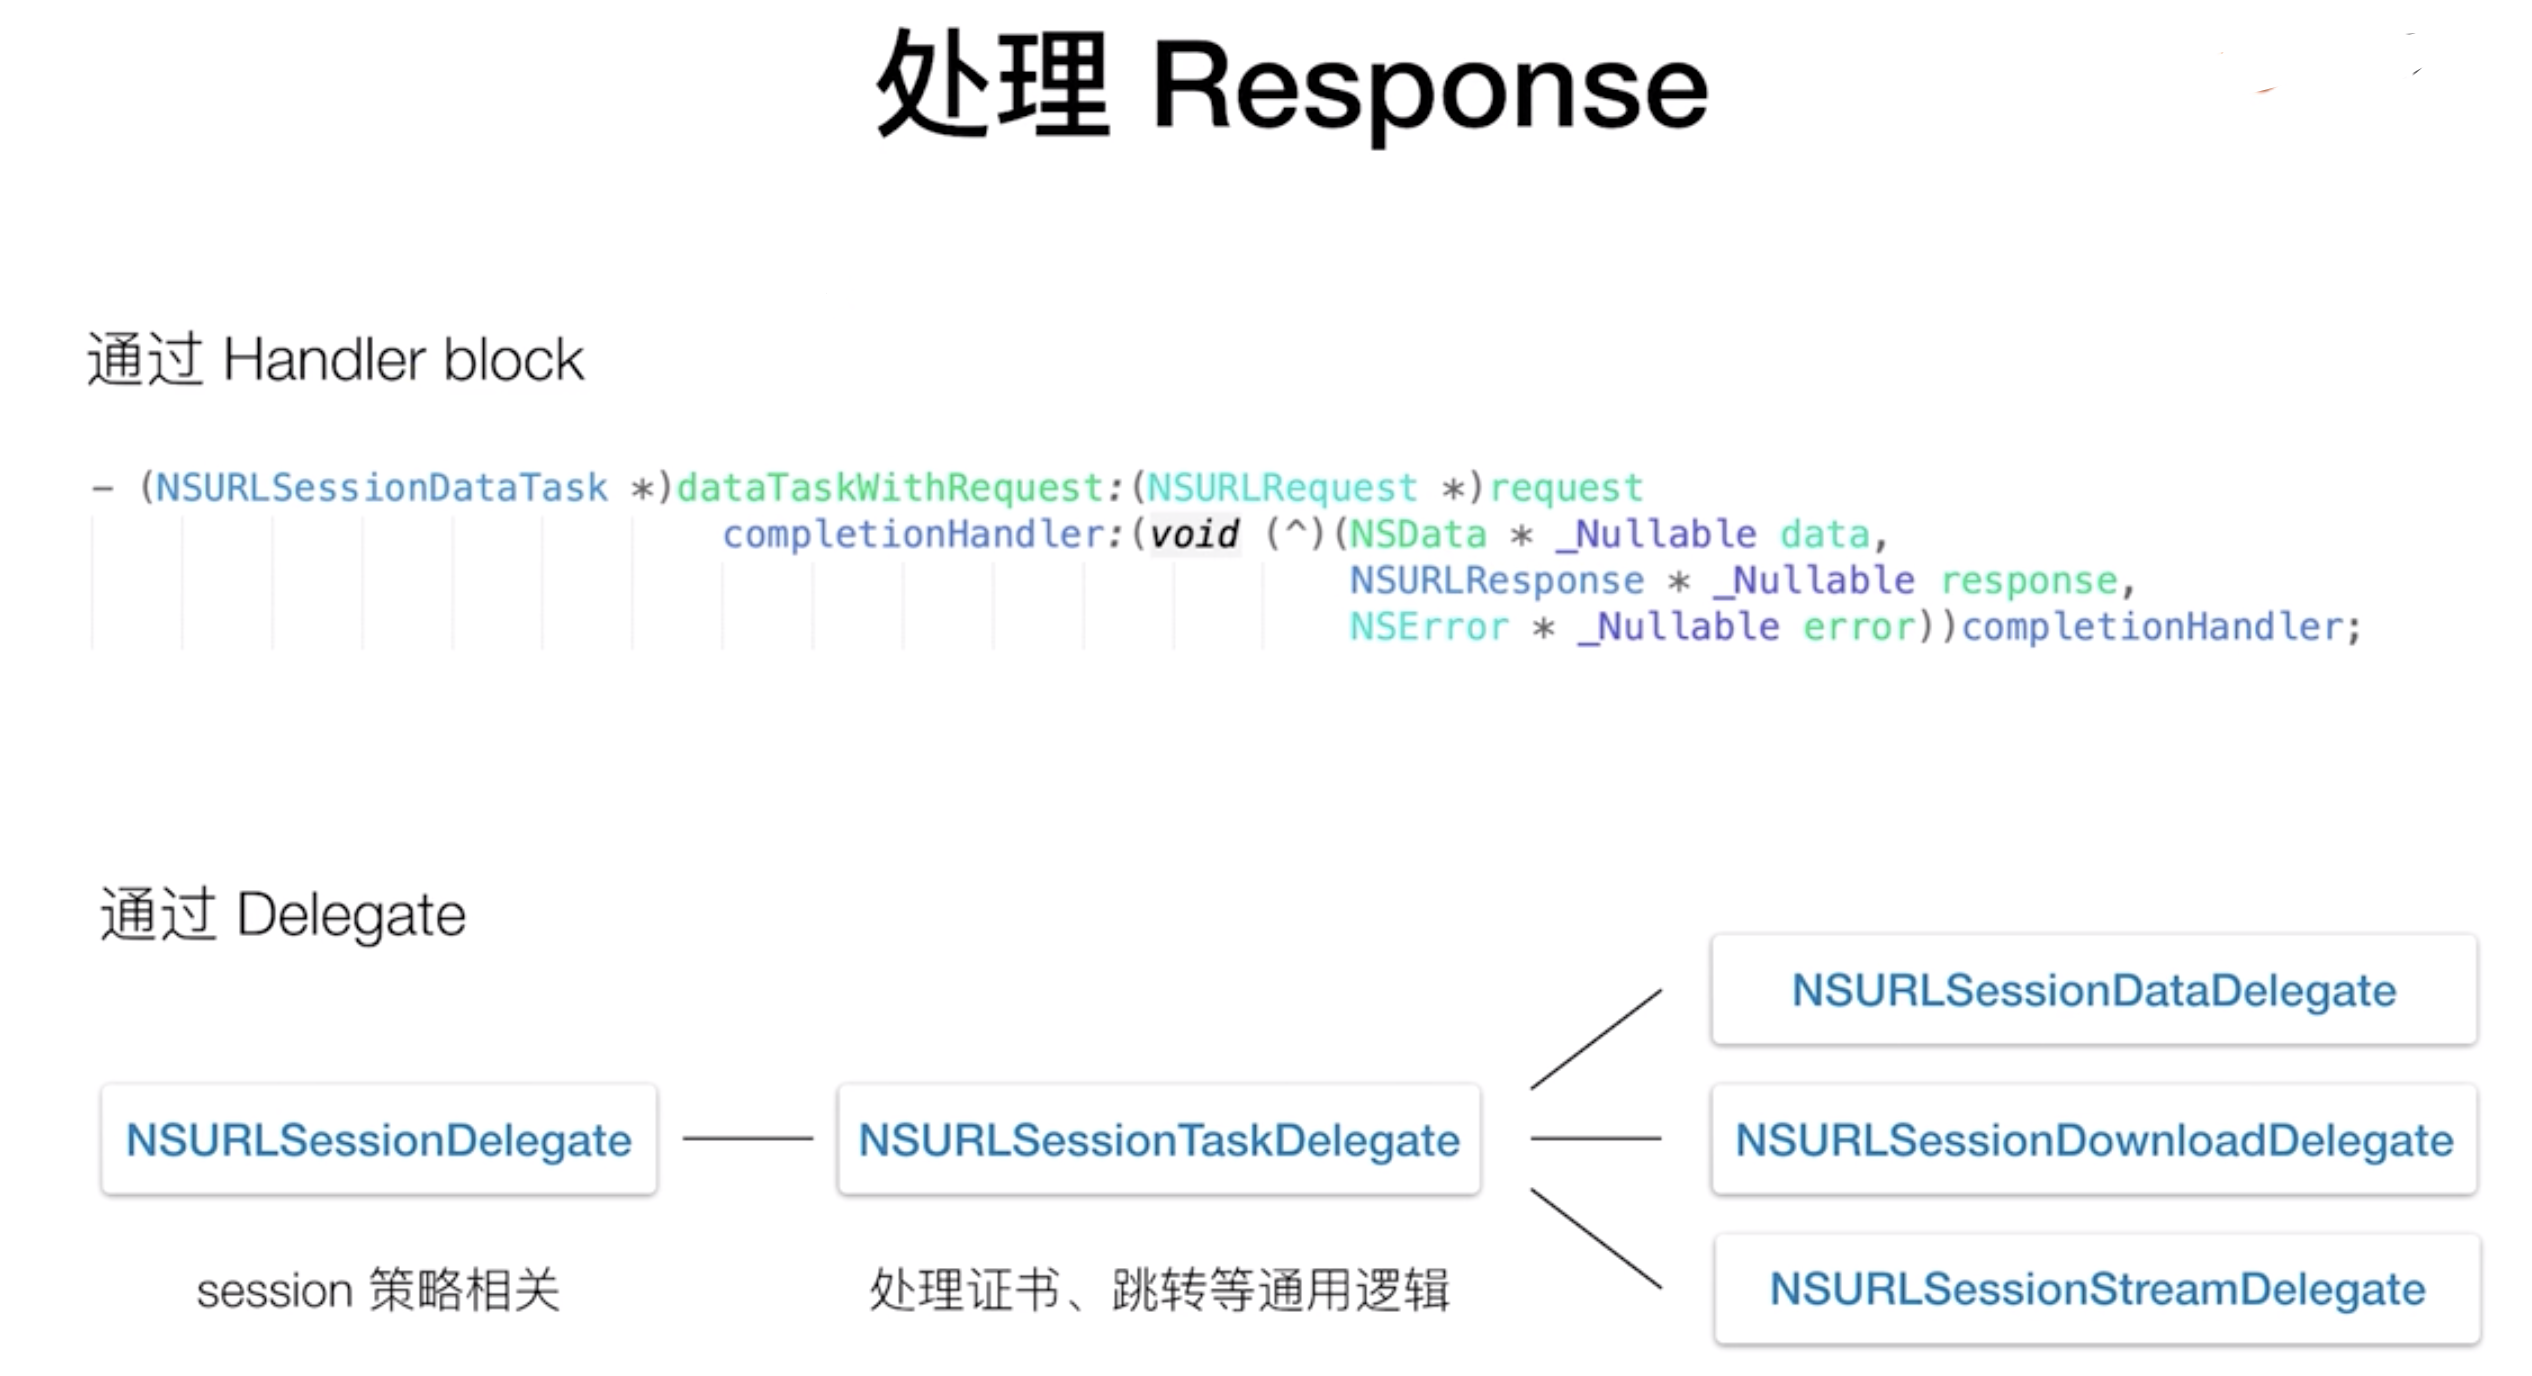 处理 Response
通过 Handler block
- (NSURLSessionDataTask *)dataTaskWithRequest:(NSURLRequest *)request
completionHandler:(void (^)(NSData * _Nullable data,
NSURLResponse * _Nullable response,
NSError * _Nullable error))completionHandler;
通过 Delegate
NSURLSessionDelegate
session 策略相关
NSURLSessionTaskDelegate
处理证书、跳转等通用逻辑
NSURLSessionDataDelegate
NSURLSessionDownloadDelegate
NSURLSessionStreamDelegate